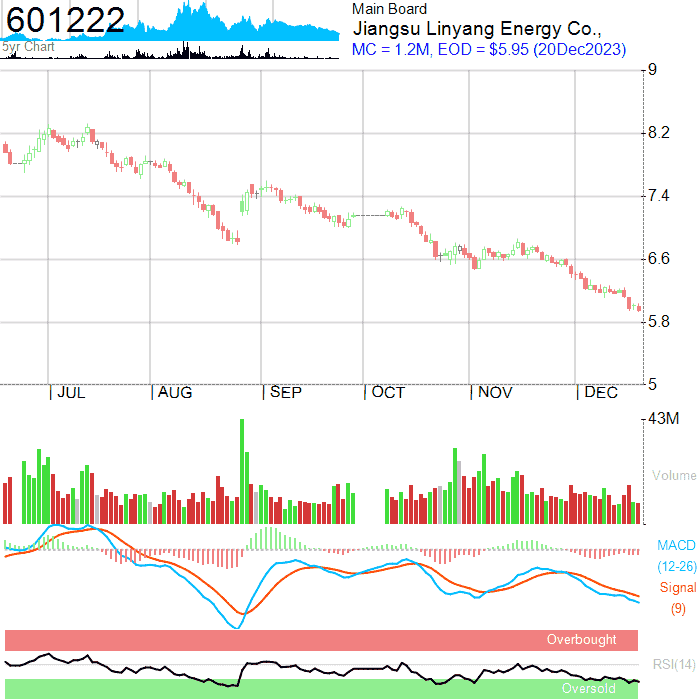 601222
5yr Chart
Main Board
Jiangsu Linyang Energy Co.,
MC = 1.2M, EOD = $5.95 (20Dec2023)
9
8.2
7.4
6.6
5.8
5
| JUL | AUG | SEP | OCT | NOV | DEC
43M
Volume
MACD
(12-26)
Signal
(9)
Overbought
RSI(14)
Oversold